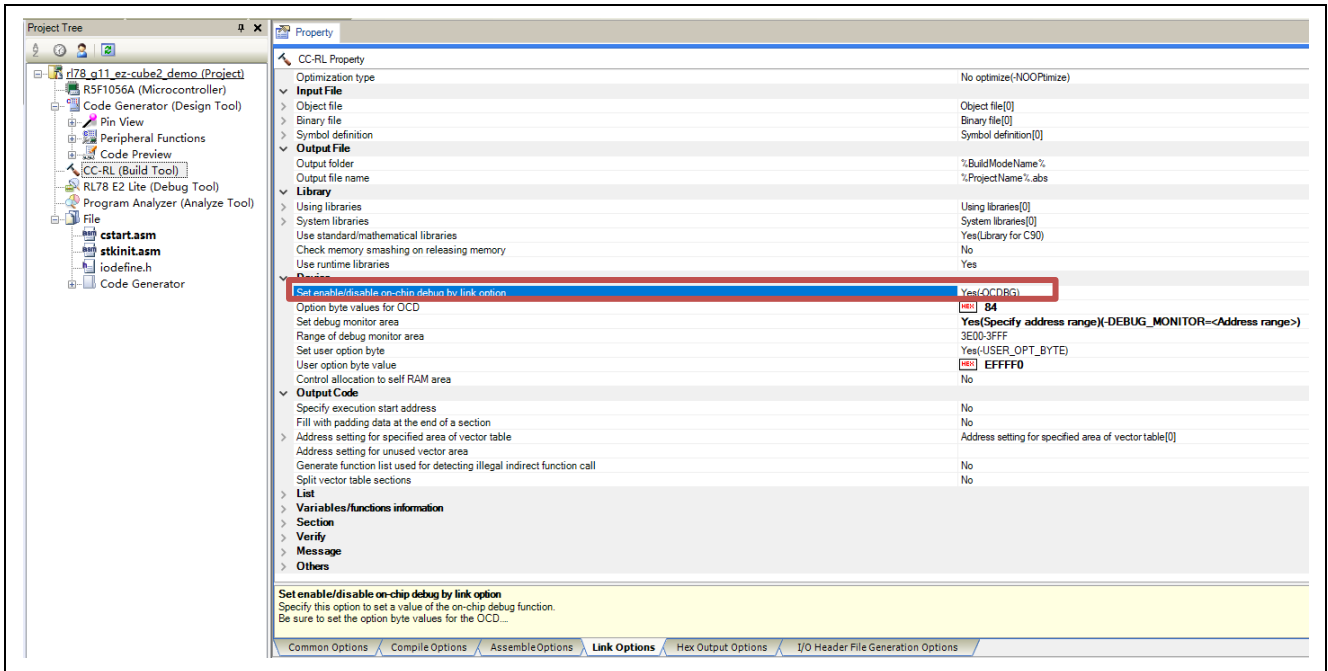 Project Tree
Property
CC-RL Property
rl78_g11_ez-cube2_demo (Project)
R5F1056A (Microcontroller)
Code Generator (Design Tool)
Pin View
Peripheral Functions
Code Preview
CC-RL (Build Tool)
RL78 E2 Lite (Debug Tool)
Program Analyzer (Analyze Tool)
File
cstart.asm
stkinit.asm
iodefine.h
Code Generator
Optimization type No optimize(-NOOPtimize)
Input File
Object file Object file[0]
Binary file Binary file[0]
Symbol definition Symbol definition[0]
Output File
Output folder %BuildModeName%
Output file name %ProjectName%.abs
Library
Using libraries Using libraries[0]
System libraries System libraries[0]
Use standard/mathematical libraries Yes(Library for C90)
Check memory smashing on releasing memory No
Use runtime libraries Yes
Device
Set enable/disable on-chip debug by link option Yes(-OCDBG)
Option byte values for OCD HEX 84
Set debug monitor area Yes(Specify address range)(-DEBUG_MONITOR=<Address range>)
Range of debug monitor area 3E00-3FFF
Set user option byte Yes(-USER_OPT_BYTE)
User option byte value HEX EFFFF0
Control allocation to self RAM area No
Output Code
Specify execution start address No
Fill with padding data at the end of a section No
Address setting for specified area of vector table Address setting for specified area of vector table[0]
Address setting for unused vector area
Generate function list used for detecting illegal indirect function call No
Split vector table sections No
List
Variables/functions information
Section
Verify
Message
Others
Set enable/disable on-chip debug by link option
Specify this option to set a value of the on-chip debug function.
Be sure to set the option byte values for the OCD....
Common Options Compile Options Assemble Options Link Options Hex Output Options I/O Header File Generation Options